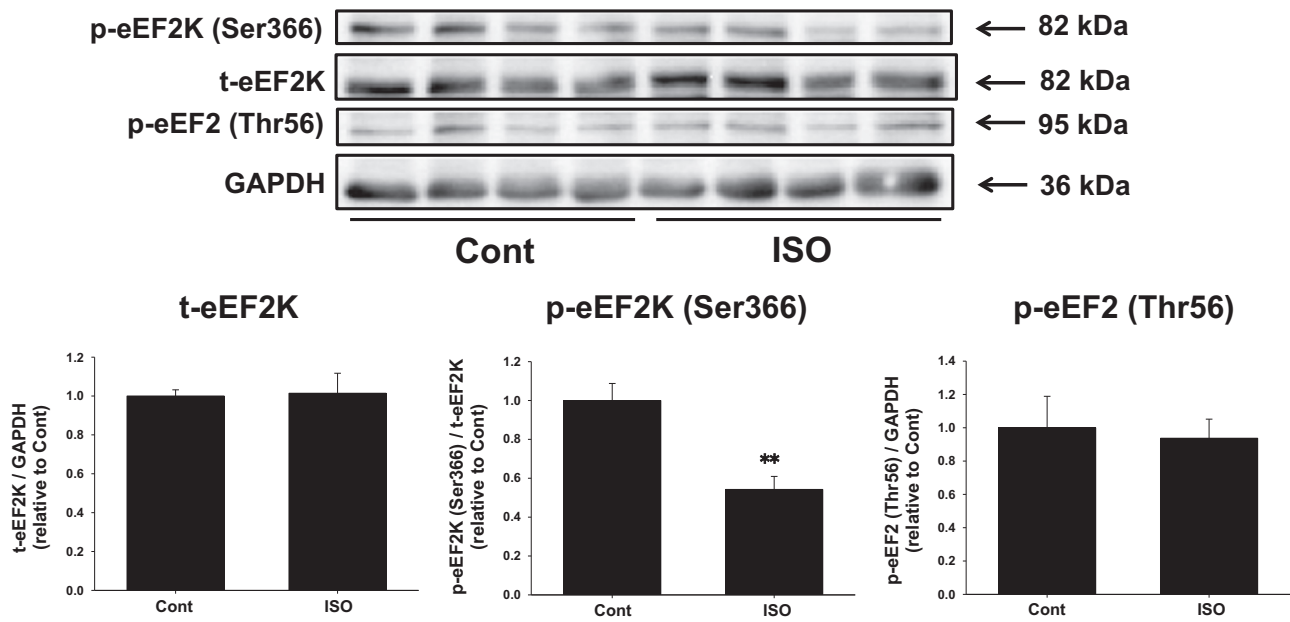 p-eEF2K (Ser366) 82 kDa
t-eEF2K 82 kDa
p-eEF2 (Thr56) 95 kDa
GAPDH 36 kDa
Cont ISO
t-eEF2K
t-eEF2K / GAPDH
(relative to Cont)
1.2
1.0
0.8
0.6
0.4
0.2
0.0
Cont ISO
p-eEF2K (Ser366)
p-eEF2K (Ser366) / t-eEF2K
(relative to Cont)
1.2
1.0
0.8
0.6
0.4
0.2
0.0
**
Cont ISO
p-eEF2 (Thr56)
p-eEF2 (Thr56) / GAPDH
(relative to Cont)
1.4
1.2
1.0
0.8
0.6
0.4
0.2
0.0
Cont ISO